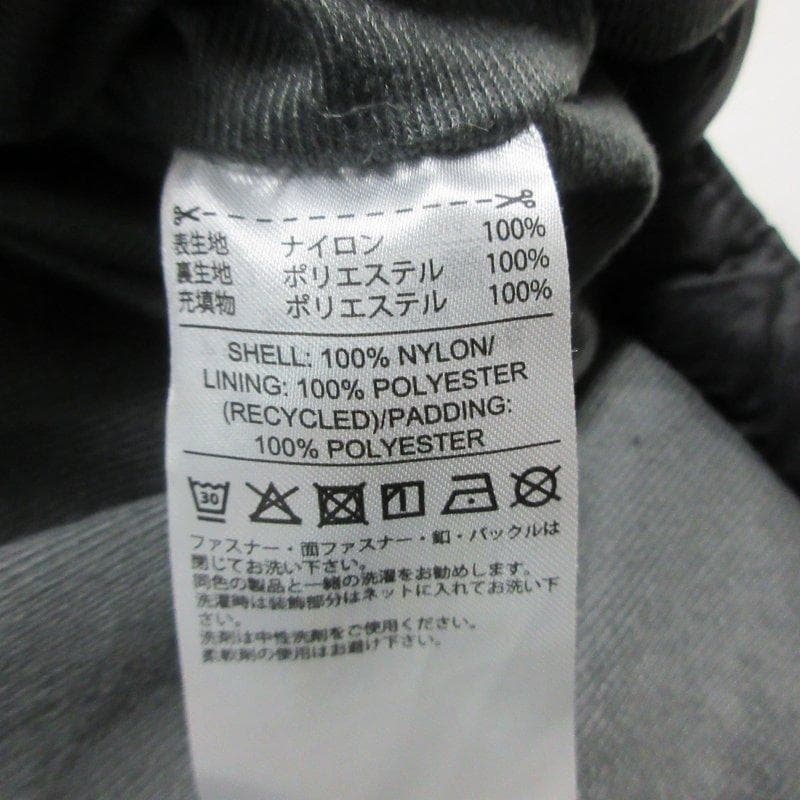 表生地 ナイロン 100%
裏生地 ポリエステル 100%
充填物 ポリエステル 100%
SHELL: 100% NYLON/
LINING: 100% POLYESTER
(RECYCLED)/PADDING:
100% POLYESTER
30
ファスナー・面ファスナー・釦・バックルは
閉じてお洗い下さい。
同色の製品と一緒の洗濯をお勧めします。
洗濯時は装飾部分はネットに入れてお洗い下
さい。
洗剤は中性洗剤をご使用ください。
柔軟剤の使用はお避け下さい。